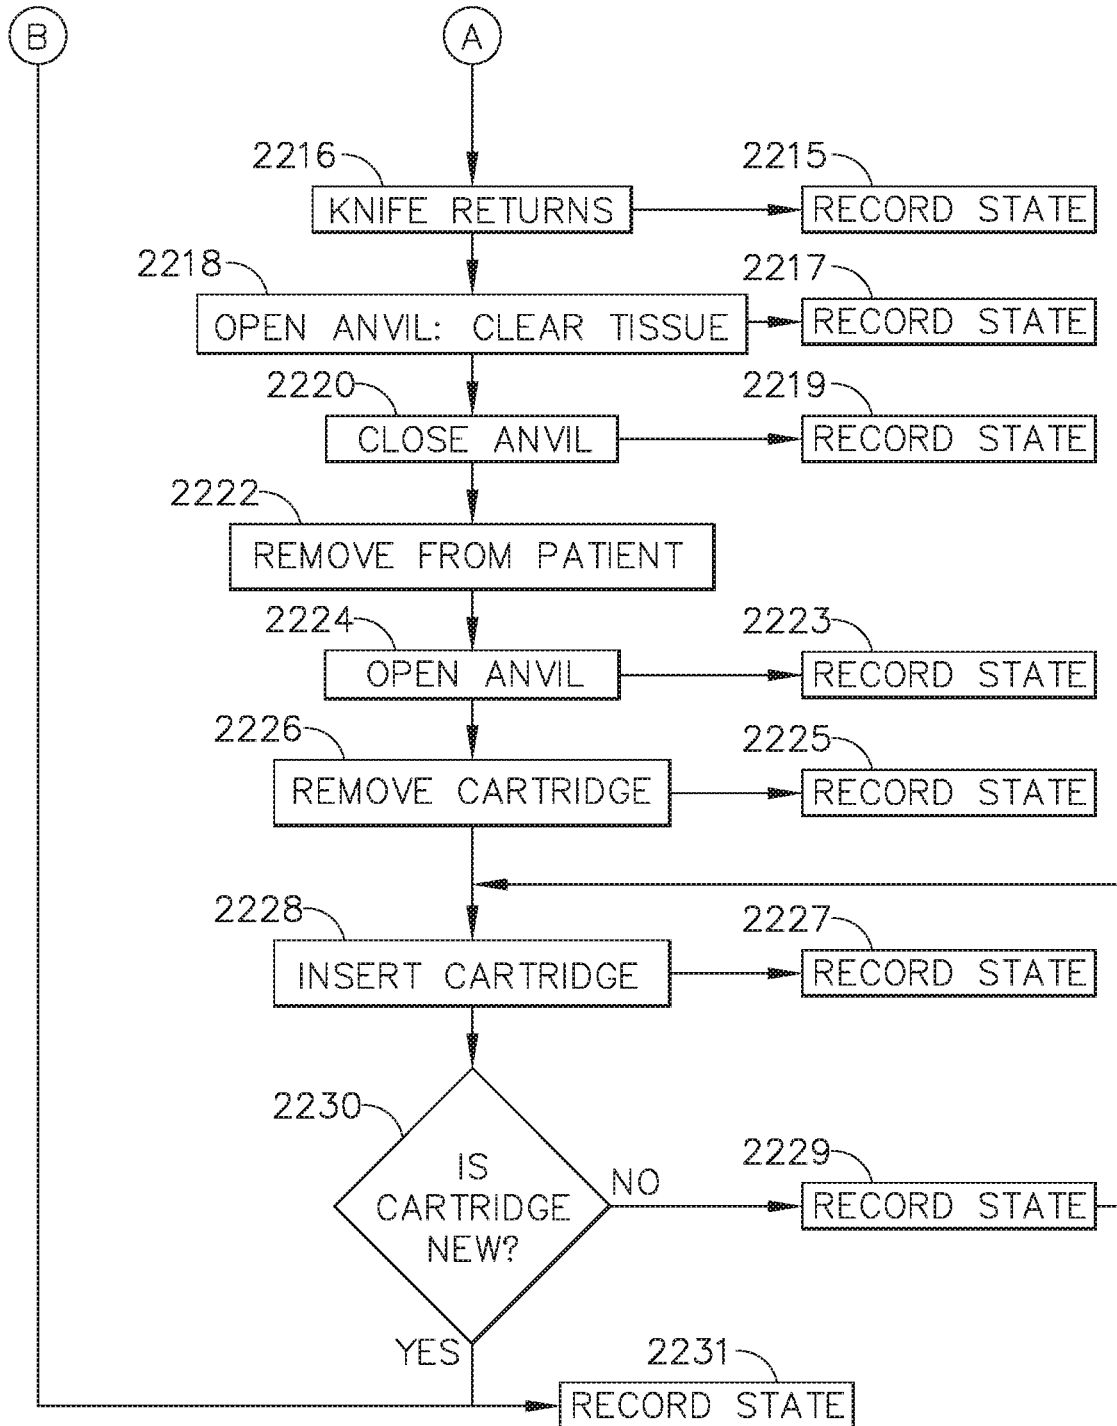 B
A
2216
2215
KNIFE RETURNS
RECORD STATE
2218
2217
OPEN ANVIL: CLEAR TISSUE
RECORD STATE
2220
2219
CLOSE ANVIL
RECORD STATE
2222
REMOVE FROM PATIENT
2224
2223
OPEN ANVIL
RECORD STATE
2226
2225
REMOVE CARTRIDGE
RECORD STATE
2228
2227
INSERT CARTRIDGE
RECORD STATE
2230
IS
CARTRIDGE
NEW?
NO
2229
RECORD STATE
YES
2231
RECORD STATE